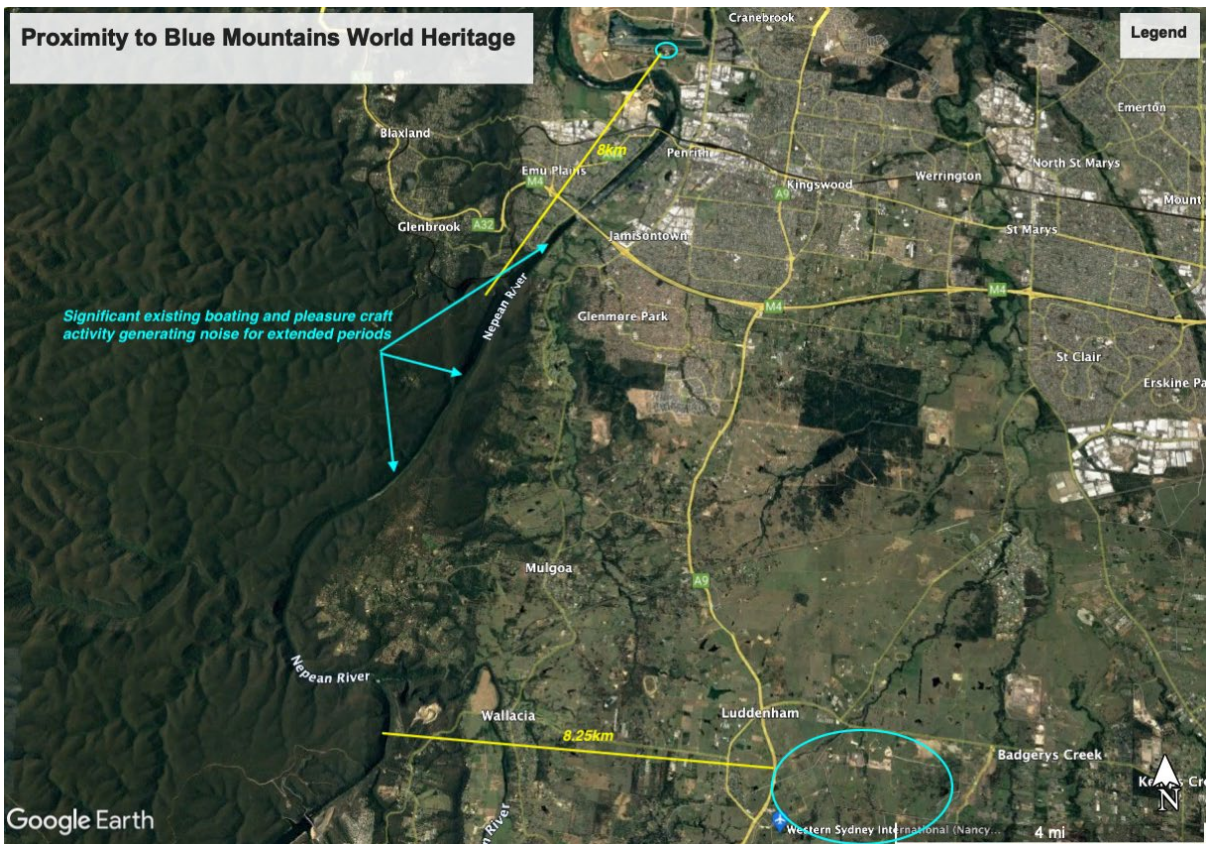 Proximity to Blue Mountains World Heritage
Legend
Cranebrook
Emerton
Blaxland
8km
Penrith
North St Marys
Emu Plains
M4
Werrington
Kingswood
A9
Mount
Glenbrook
A32
St Marys
Jamisontown
M4
M4
Nepean River
Significant existing boating and pleasure craft
activity generating noise for extended periods
Glenmore Park
St Clair
Erskine Pa
Mulgoa
A9
Nepean River
Wallacia
Luddenham
8.25km
Badgerys Creek
N
Google Earth
River
Western Sydney International (Nancy...
4 mi